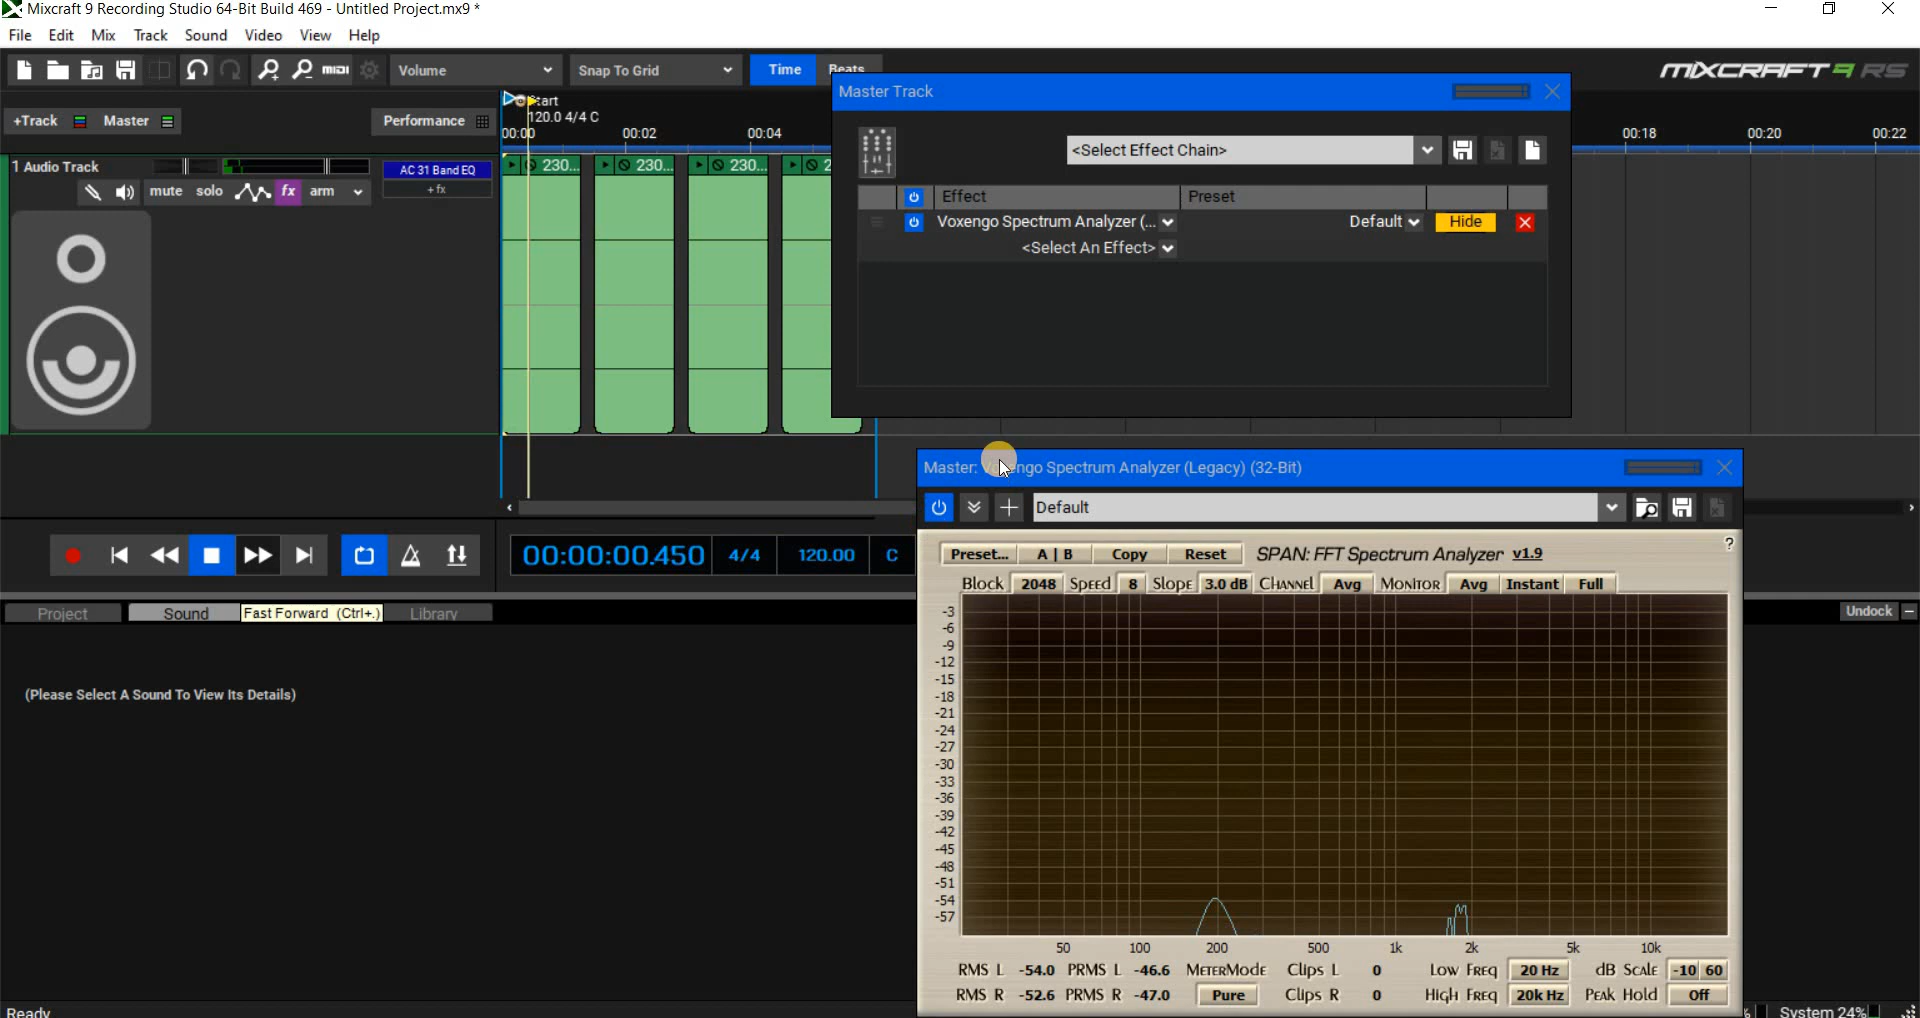 Mixcraft 9 Recording Studio 64-Bit Build 469 - Untitled Project.mx9 *
File Edit Mix Track Sound Video View Help
Volume Snap To Grid Time Beats
MIXCRAFT 9 RS
Master Track
Start
120.0 4/4 C
+Track Master Performance
00:00 00:02 00:04 00:18 00:20 00:22
<Select Effect Chain>
1 Audio Track
AC 31 Band EQ
230... 230... 230... 2
mute solo fx arm
+ fx
Effect Preset
Voxengo Spectrum Analyzer (... Default Hide
<Select An Effect>
Master: Voxengo Spectrum Analyzer (Legacy) (32-Bit)
Default
00:00:00.450 4/4 120.00 C
Preset... A | B Copy Reset SPAN: FFT Spectrum Analyzer v1.9 ?
Block 2048 Speed 8 Slope 3.0 dB Channel Avg Monitor Avg Instant Full
Project Sound Fast Forward (Ctrl+.) Library
Undock
(Please Select A Sound To View Its Details)
-3
-6
-9
-12
-15
-18
-21
-24
-27
-30
-33
-36
-39
-42
-45
-48
-51
-54
-57
50 100 200 500 1k 2k 5k 10k
RMS L -54.0 PRMS L -46.6 MeterMode Clips L 0 Low Freq 20 Hz dB Scale -10 60
RMS R -52.6 PRMS R -47.0 Pure Clips R 0 High Freq 20k Hz Peak Hold Off
Ready
% System 24%